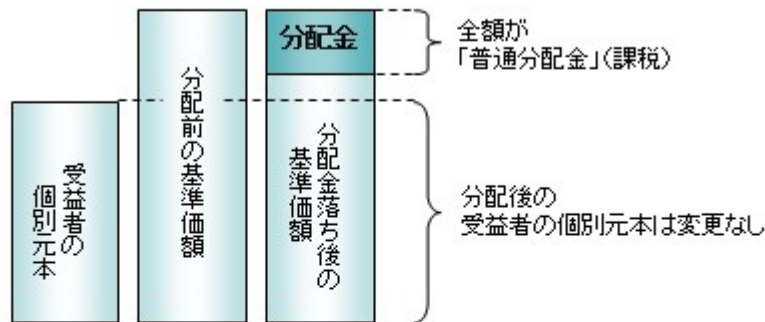 受益者の
個別元本
分配前の基準価額
分配金
分配金落ち後の
基準価額
全額が
「普通分配金」(課税)
分配後の
受益者の個別元本は変更なし